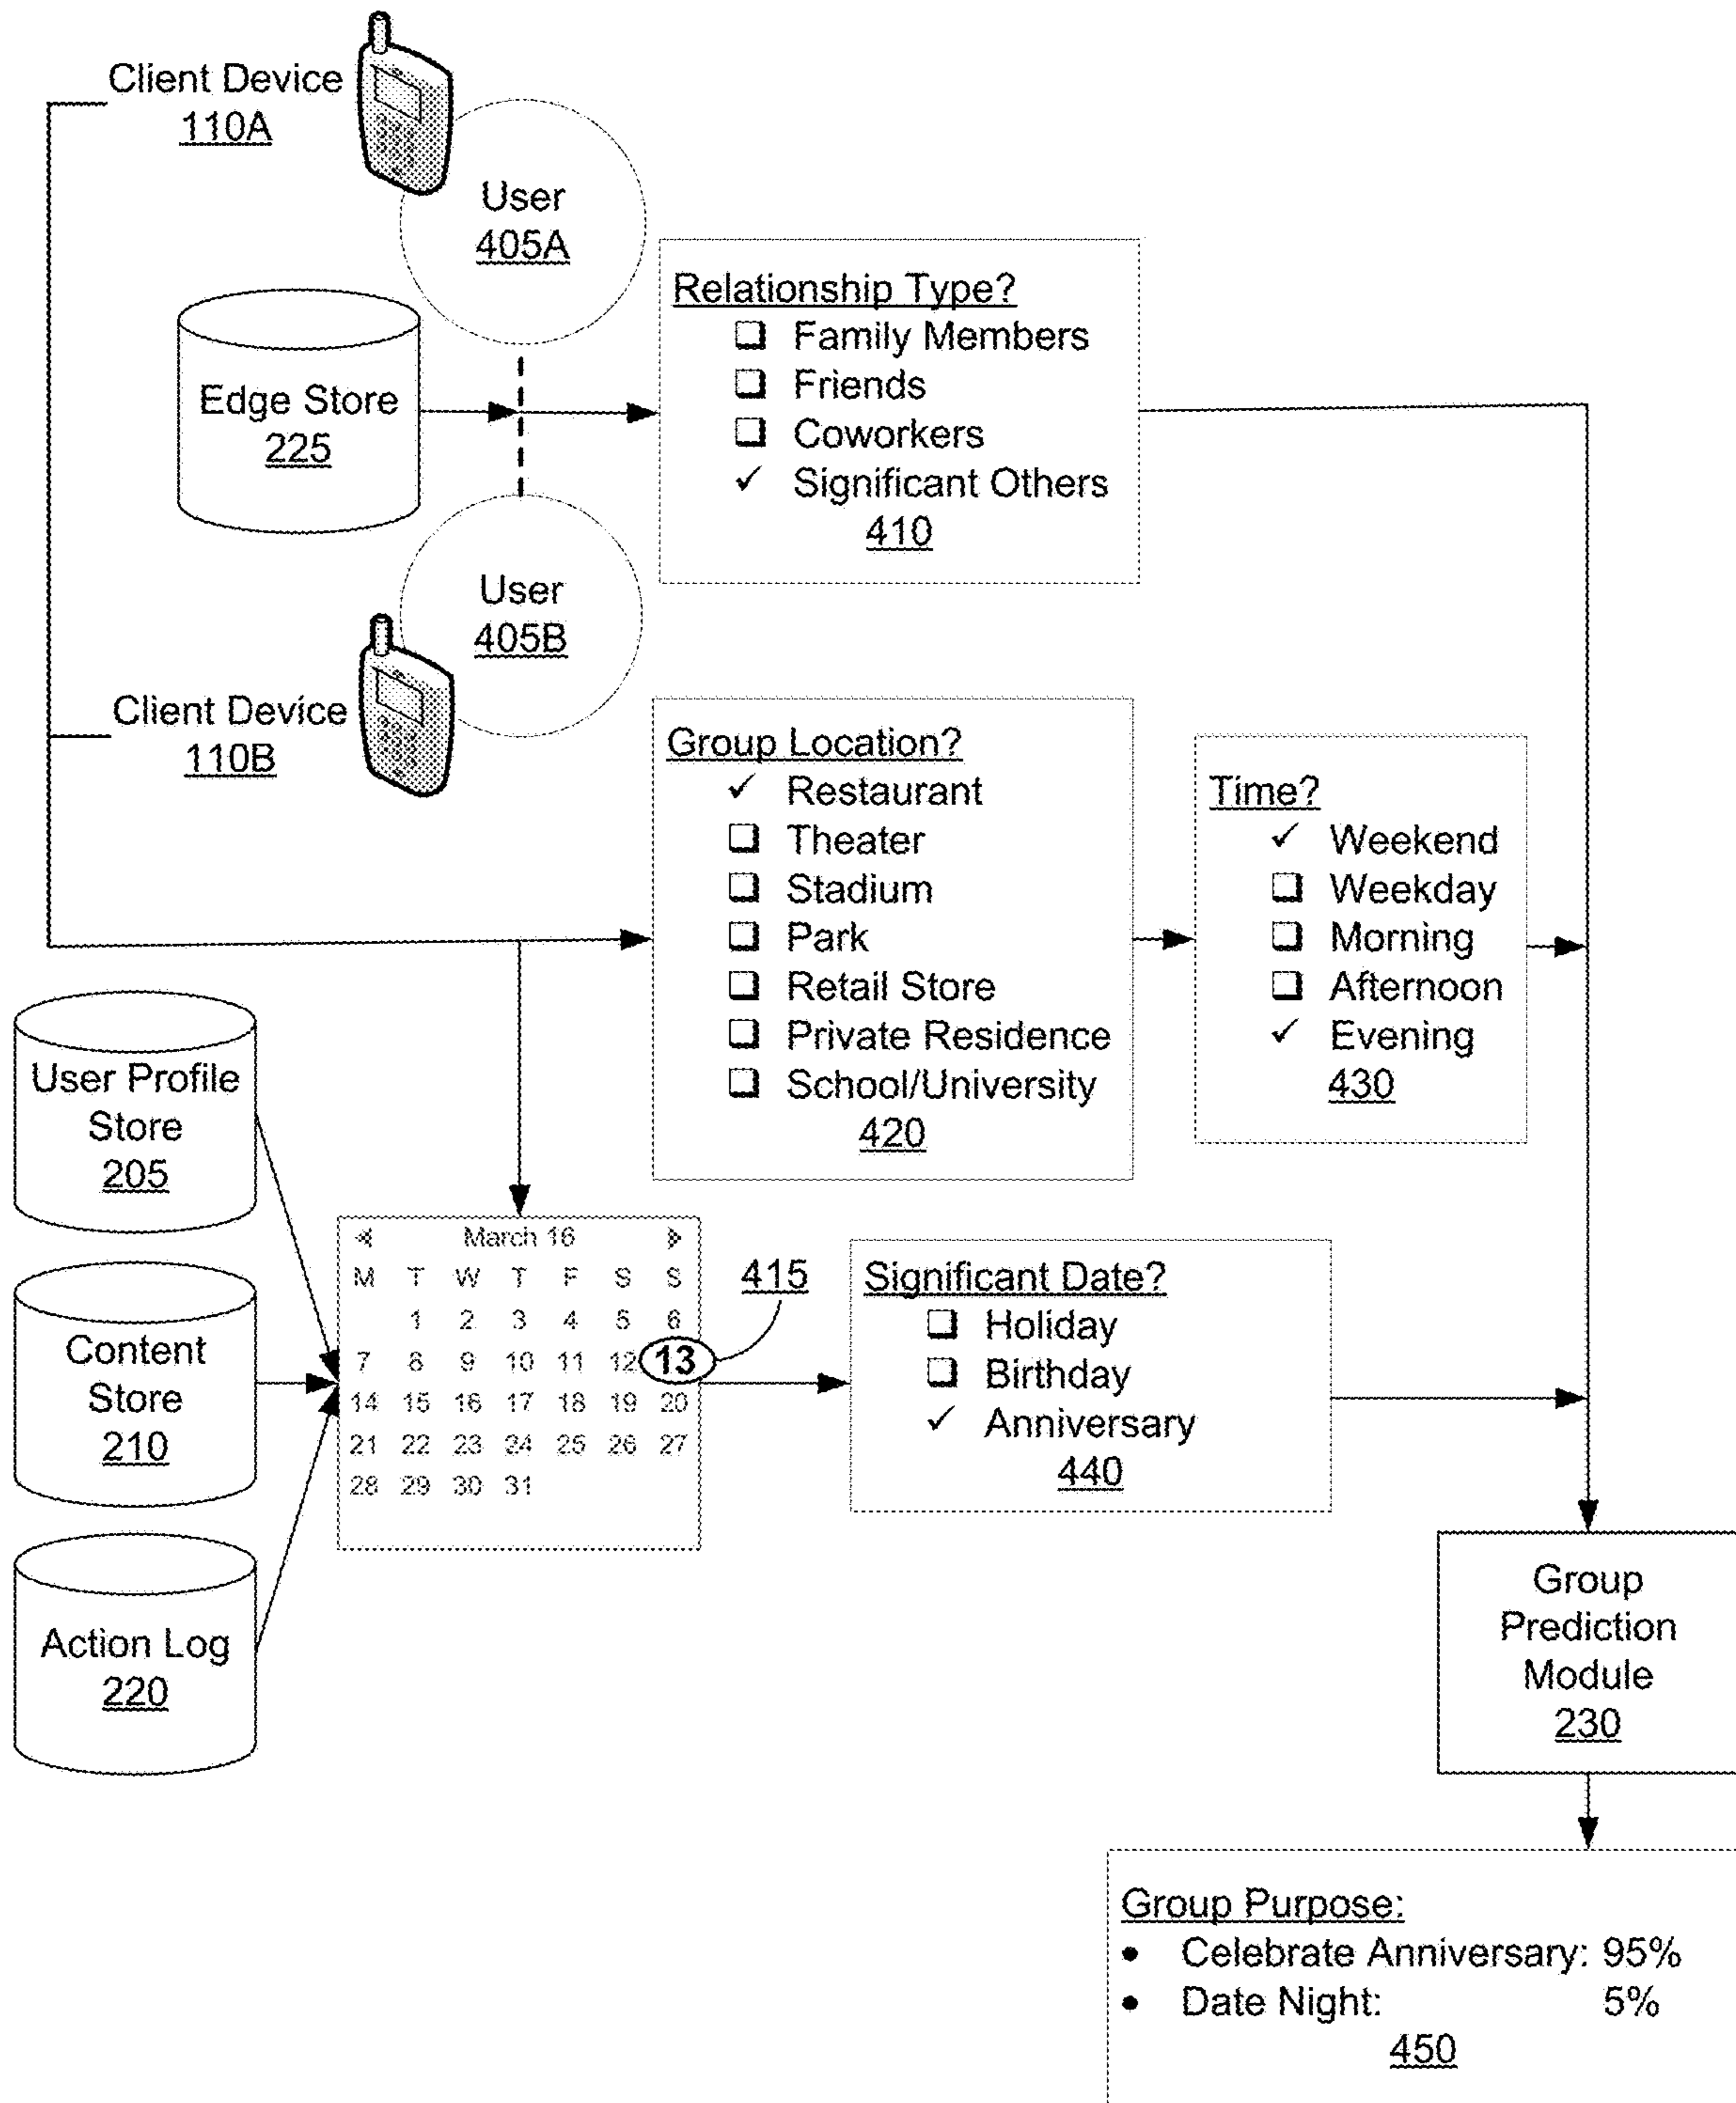 Client Device
110A
User
405A
Edge Store
225
Relationship Type?
Family Members
Friends
Coworkers
✓ Significant Others
410
User
405B
Client Device
110B
Group Location?
✓ Restaurant
Theater
Stadium
Park
Retail Store
Private Residence
School/University
420
Time?
✓ Weekend
Weekday
Morning
Afternoon
✓ Evening
430
User Profile
Store
205
Content
Store
210
Action Log
220
March 16
M T W T F S S
1 2 3 4 5 6
7 8 9 10 11 12 13
14 15 16 17 18 19 20
21 22 23 24 25 26 27
28 29 30 31
415
Significant Date?
Holiday
Birthday
✓ Anniversary
440
Group
Prediction
Module
230
Group Purpose:
• Celebrate Anniversary: 95%
• Date Night: 5%
450